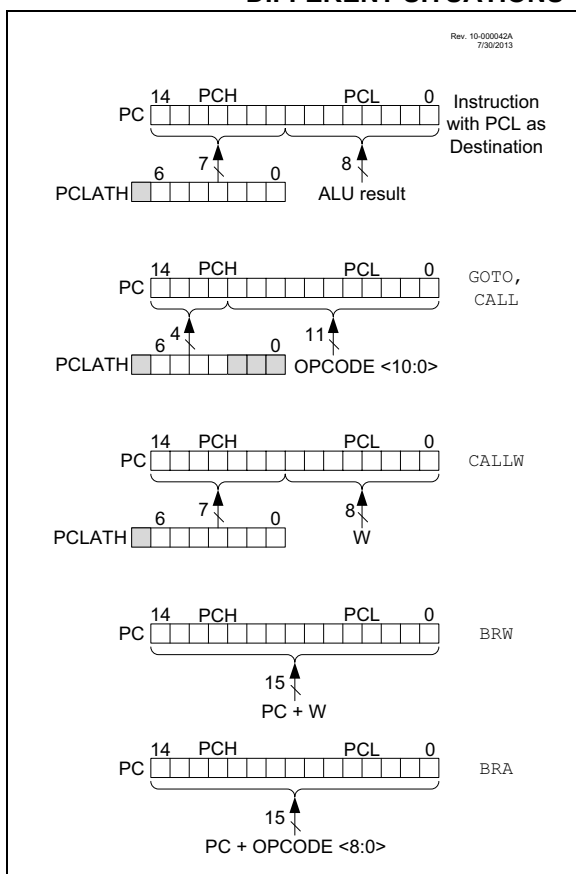 Rev. 10-000042A
7/30/2013
14 PCH PCL 0
PC
Instruction
with PCL as
Destination
7 8
6 0
PCLATH ALU result
14 PCH PCL 0
PC
GOTO,
CALL
4 11
6 0
PCLATH OPCODE <10:0>
14 PCH PCL 0
PC CALLW
7 8
6 0 W
PCLATH
14 PCH PCL 0
PC BRW
15
PC + W
14 PCH PCL 0
PC BRA
15
PC + OPCODE <8:0>